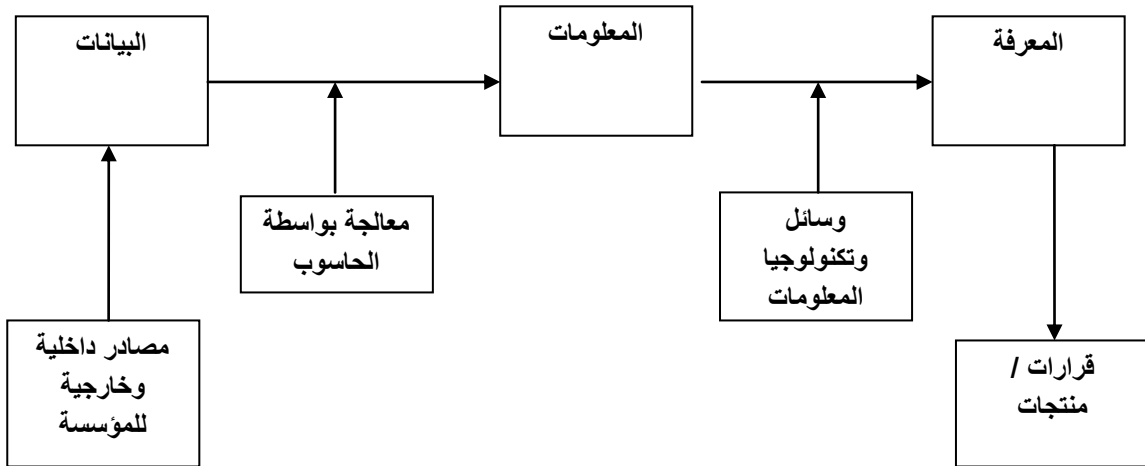 البيانات
المعلومات
المعرفة
معالجة بواسطة
الحاسوب
وسائل
وتكنولوجيا
المعلومات
مصادر داخلية
وخارجية
للمؤسسة
قرارات /
منتجات